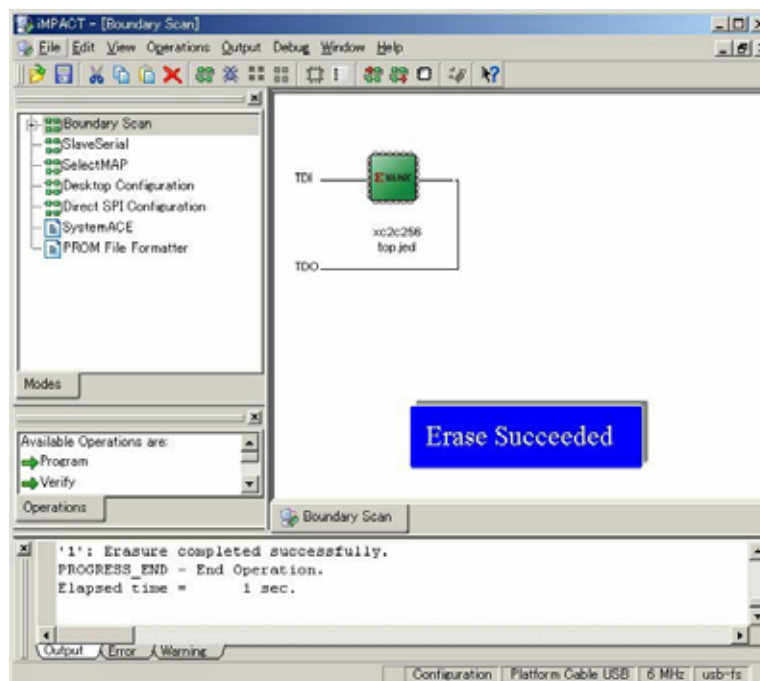 iMPACT - [Boundary Scan]
File Edit View Operations Output Debug Window Help
Boundary Scan
SlaveSerial
SelectMAP
Desktop Configuration
Direct SPI Configuration
SystemACE
PROM File Formatter
Modes
Available Operations are:
Program
Verify
Operations
TDI
XILINX
xc2c256
top.jed
TDO
Erase Succeeded
Boundary Scan
'1': Erasure completed successfully.
PROGRESS_END - End Operation.
Elapsed time = 1 sec.
Output Error Warning
Configuration Platform Cable USB 6 MHz usb-fs